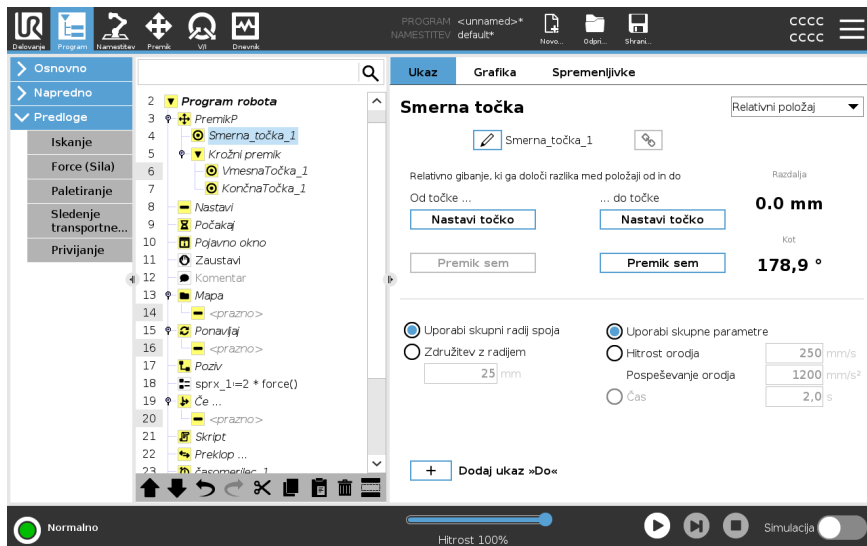 UR
PROGRAM <unnamed>*
NAMESTITEV default*
CCCC
CCCC
Delovanje
Program
Namestitev
Premik
V/I
Dnevnik
Novo...
Odpri...
Shrani...
Osnovno
Napredno
Predloge
Iskanje
Force (Sila)
Paletiranje
Sledenje
transportne...
Privijanje
2 Program robota
3 PremikP
4 Smerna_točka_1
5 Krožni premik
6 VmesnaTočka_1
7 KončnaTočka_1
8 Nastavi
9 Počakaj
10 Pojavno okno
11 Zaustavi
12 Komentar
13 Mapa
14 <prazno>
15 Ponavljaj
16 <prazno>
17 Poziv
18 sprx_1≔2 * force()
19 Če ...
20 <prazno>
21 Skript
22 Preklop ...
23 časomerilec_1
Ukaz Grafika Spremenljivke
Smerna točka
Relativni položaj
Smerna_točka_1
Relativno gibanje, ki ga določi razlika med položaji od in do
Od točke ...
... do točke
Nastavi točko
Nastavi točko
Premik sem
Premik sem
Razdalja
0.0 mm
Kot
178,9 °
Uporabi skupni radij spoja
Združitev z radijem
25 mm
Uporabi skupne parametre
Hitrost orodja 250 mm/s
Pospeševanje orodja 1200 mm/s²
Čas 2,0 s
+ Dodaj ukaz »Do«
Normalno
Hitrost 100%
Simulacija